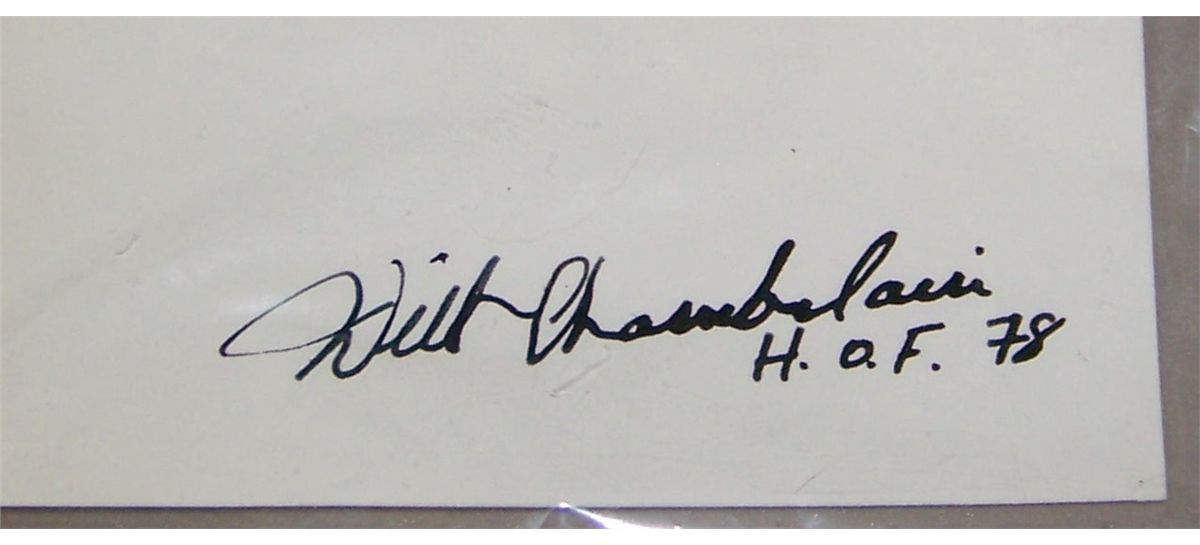 Wilt Chamberlain
H. O. F. 78